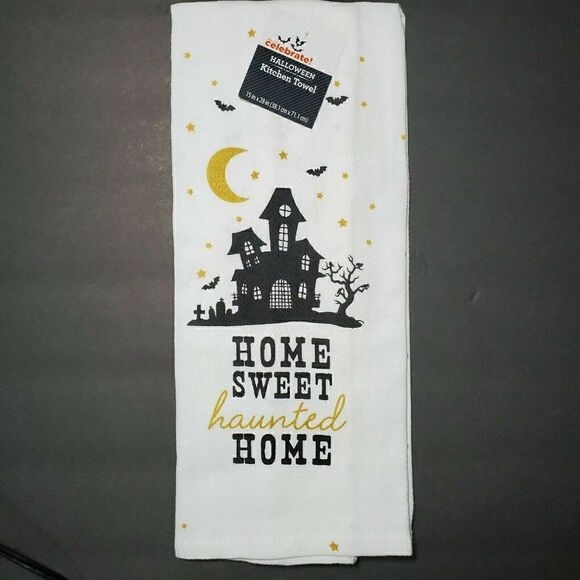 celebrate!
HALLOWEEN
Kitchen Towel
15 in x 28 in (38.1 cm x 71.1 cm)
HOME
SWEET
haunted
HOME